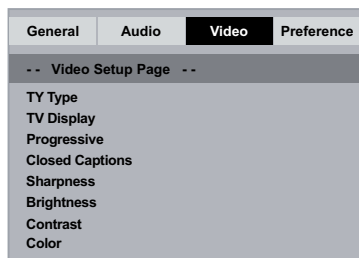 General Audio Video Preference
- - Video Setup Page - -
TY Type
TV Display
Progressive
Closed Captions
Sharpness
Brightness
Contrast
Color